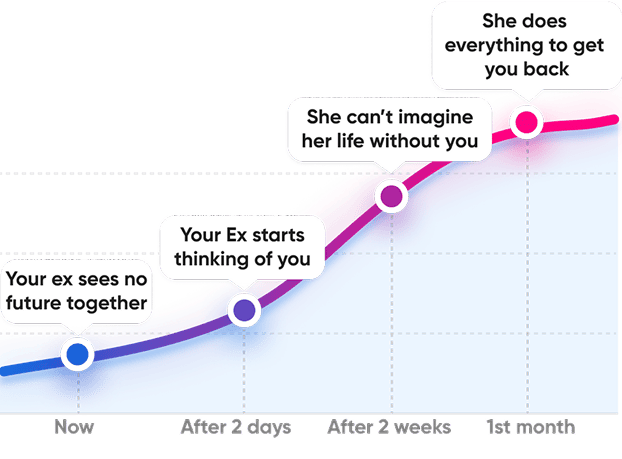 She does
everything to get
you back
She can’t imagine
her life without you
Your Ex starts
thinking of you
Your ex sees no
future together
Now
After 2 days
After 2 weeks
1st month